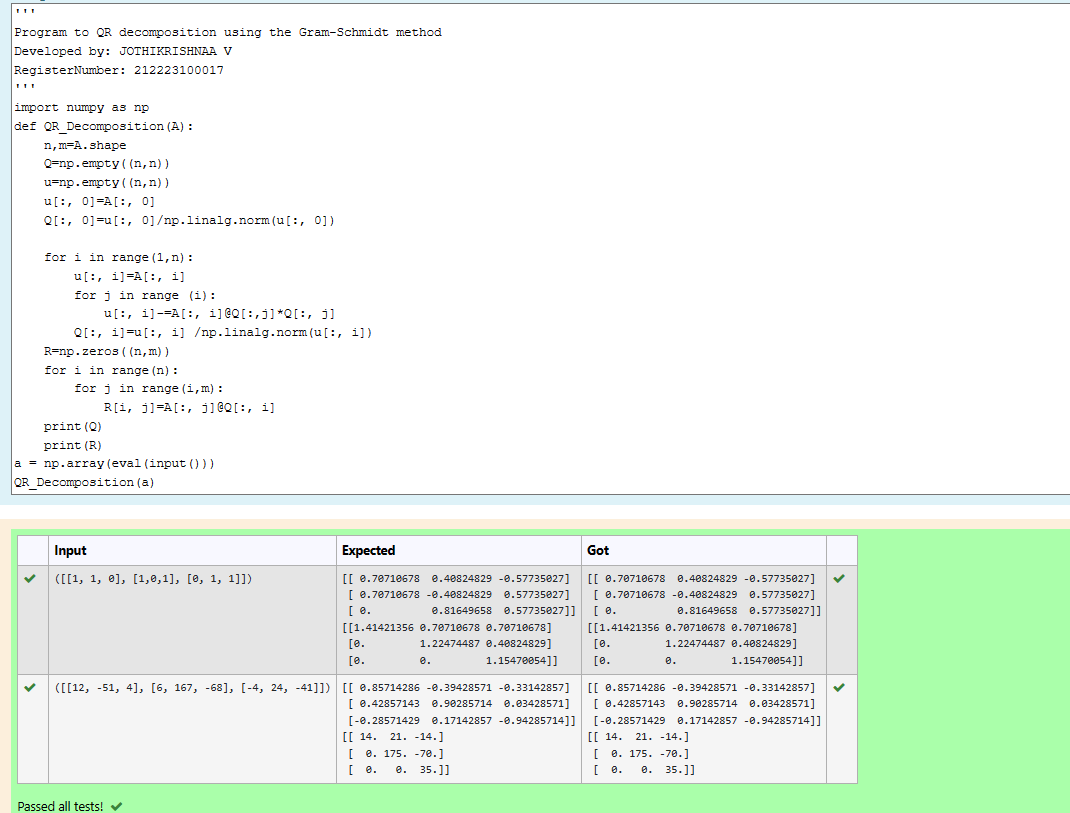 '''
Program to QR decomposition using the Gram-Schmidt method
Developed by: JOTHIKRISHNAA V
RegisterNumber: 212223100017
'''
import numpy as np
def QR_Decomposition(A):
    n,m=A.shape
    Q=np.empty((n,n))
    u=np.empty((n,n))
    u[:, 0]=A[:, 0]
    Q[:, 0]=u[:, 0]/np.linalg.norm(u[:, 0])

    for i in range(1,n):
        u[:, i]=A[:, i]
        for j in range (i):
            u[:, i]-=A[:, i]@Q[:,j]*Q[:, j]
        Q[:, i]=u[:, i] /np.linalg.norm(u[:, i])
    R=np.zeros((n,m))
    for i in range(n):
        for j in range(i,m):
            R[i, j]=A[:, j]@Q[:, i]
    print(Q)
    print(R)
a = np.array(eval(input()))
QR_Decomposition(a)
Input Expected Got
([[1, 1, 0], [1,0,1], [0, 1, 1]]) [[ 0.70710678  0.40824829 -0.57735027] [[ 0.70710678  0.40824829 -0.57735027]
[ 0.70710678 -0.40824829  0.57735027] [ 0.70710678 -0.40824829  0.57735027]
[ 0.          0.81649658  0.57735027]] [ 0.          0.81649658  0.57735027]]
[[1.41421356 0.70710678 0.70710678] [[1.41421356 0.70710678 0.70710678]
[0.         1.22474487 0.40824829] [0.         1.22474487 0.40824829]
[0.         0.         1.15470054]] [0.         0.         1.15470054]]
([[12, -51, 4], [6, 167, -68], [-4, 24, -41]]) [[ 0.85714286 -0.39428571 -0.33142857] [[ 0.85714286 -0.39428571 -0.33142857]
[ 0.42857143  0.90285714  0.03428571] [ 0.42857143  0.90285714  0.03428571]
[-0.28571429  0.17142857 -0.94285714]] [-0.28571429  0.17142857 -0.94285714]]
[[ 14.  21. -14.] [[ 14.  21. -14.]
[  0. 175. -70.] [  0. 175. -70.]
[  0.   0.  35.]] [  0.   0.  35.]]
Passed all tests!